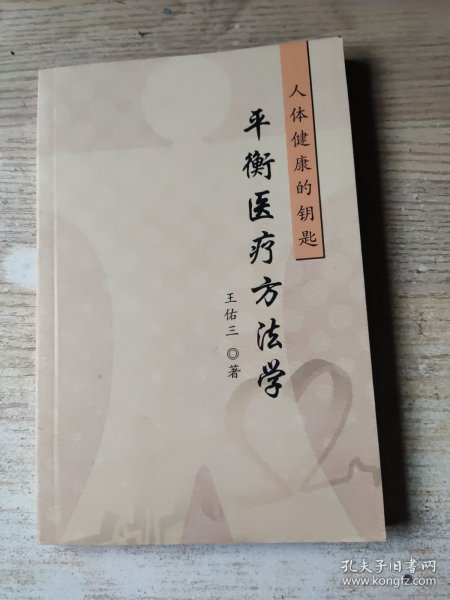 人体健康的钥匙
平衡医疗方法学
王佑三 ◎著
孔夫子旧书网
www.kongfz.com